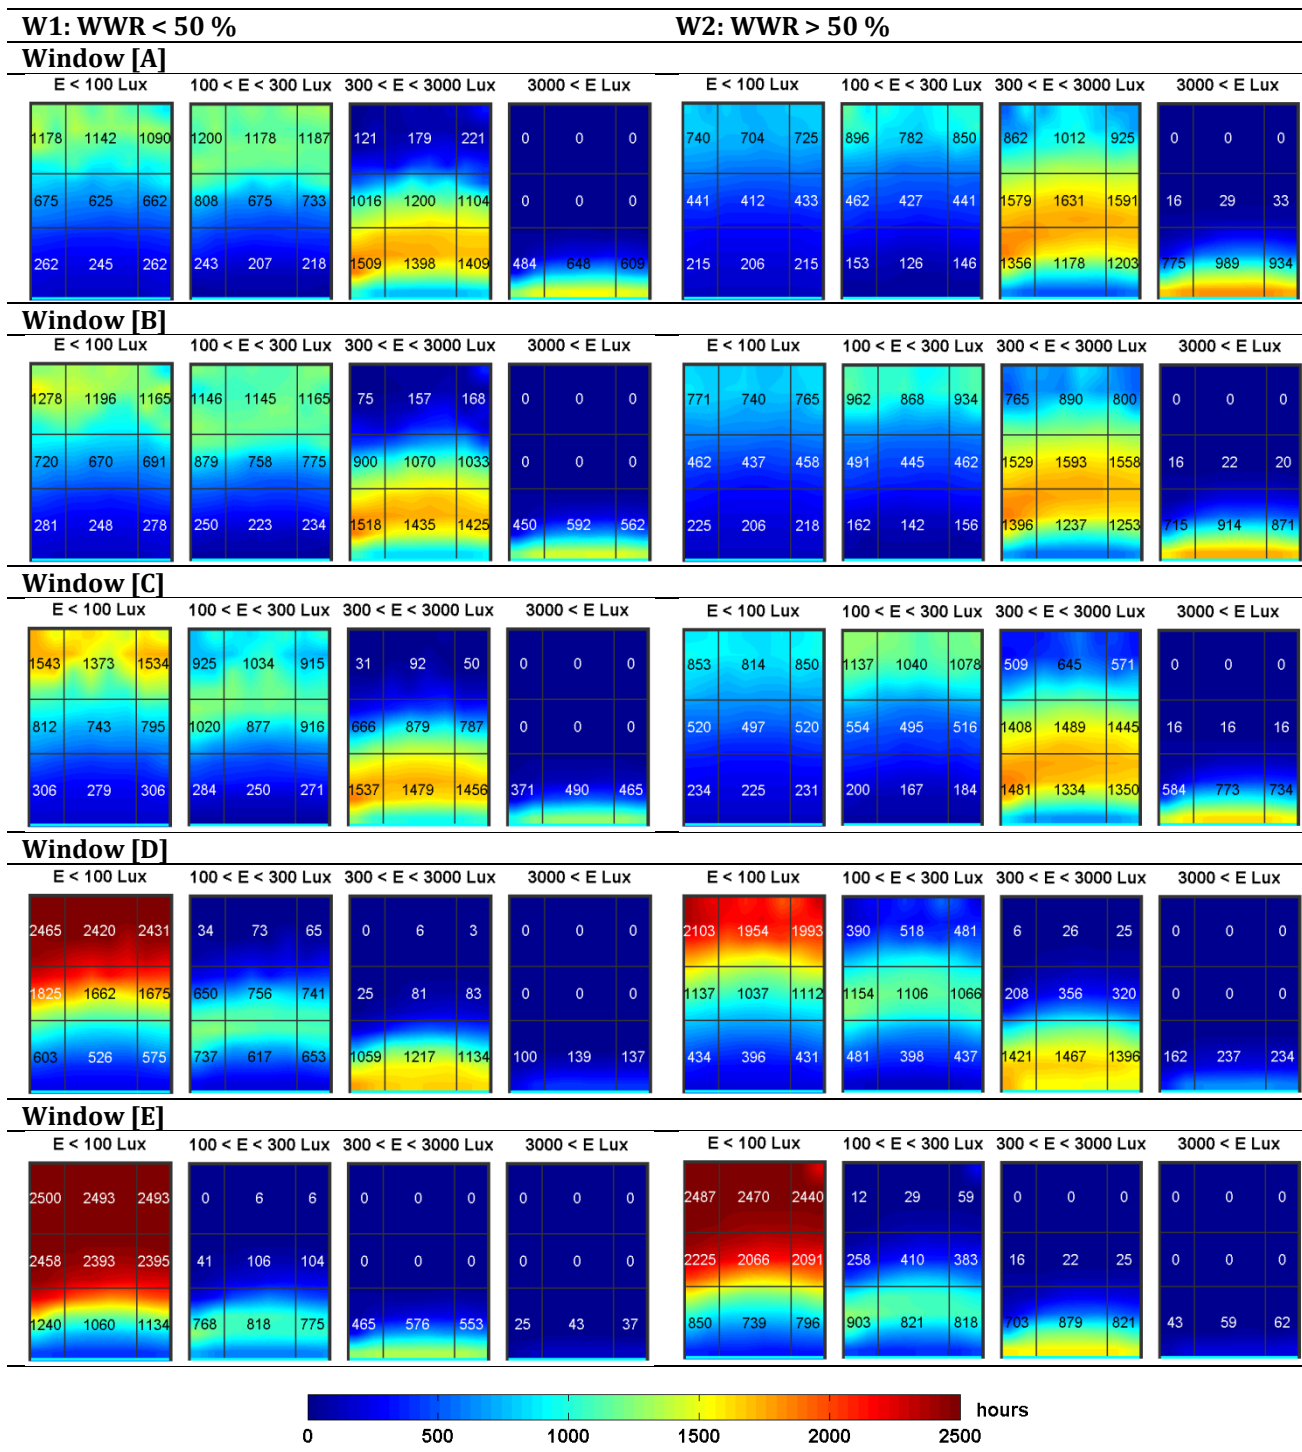 W1: WWR < 50 % W2: WWR > 50 %
Window [A]
E < 100 Lux 100 < E < 300 Lux 300 < E < 3000 Lux 3000 < E Lux E < 100 Lux 100 < E < 300 Lux 300 < E < 3000 Lux 3000 < E Lux
1178 1142 1090 1200 1178 1187 121 179 221 0 0 0 740 704 725 896 782 850 862 1012 925 0 0 0
675 625 662 808 675 733 1016 1200 1104 0 0 0 441 412 433 462 427 441 1579 1631 1591 16 29 33
262 245 262 243 207 218 1509 1398 1409 484 648 609 215 206 215 153 126 146 1356 1178 1203 775 989 934
Window [B]
E < 100 Lux 100 < E < 300 Lux 300 < E < 3000 Lux 3000 < E Lux E < 100 Lux 100 < E < 300 Lux 300 < E < 3000 Lux 3000 < E Lux
1278 1196 1165 1146 1145 1165 75 157 168 0 0 0 771 740 765 962 868 934 765 890 800 0 0 0
720 670 691 879 758 775 900 1070 1033 0 0 0 462 437 458 491 445 462 1529 1593 1558 16 22 20
281 248 278 250 223 234 1518 1435 1425 450 592 562 225 206 218 162 142 156 1396 1237 1253 715 914 871
Window [C]
E < 100 Lux 100 < E < 300 Lux 300 < E < 3000 Lux 3000 < E Lux E < 100 Lux 100 < E < 300 Lux 300 < E < 3000 Lux 3000 < E Lux
1543 1373 1534 925 1034 915 31 92 50 0 0 0 853 814 850 1137 1040 1078 509 645 571 0 0 0
812 743 795 1020 877 916 666 879 787 0 0 0 520 497 520 554 495 516 1408 1489 1445 16 16 16
306 279 306 284 250 271 1537 1479 1456 371 490 465 234 225 231 200 167 184 1481 1334 1350 584 773 734
Window [D]
E < 100 Lux 100 < E < 300 Lux 300 < E < 3000 Lux 3000 < E Lux E < 100 Lux 100 < E < 300 Lux 300 < E < 3000 Lux 3000 < E Lux
2465 2420 2431 34 73 65 0 6 3 0 0 0 2103 1954 1993 390 518 481 6 26 25 0 0 0
1825 1662 1675 650 756 741 25 81 83 0 0 0 1137 1037 1112 1154 1106 1066 208 356 320 0 0 0
603 526 575 737 617 653 1059 1217 1134 100 139 137 434 396 431 481 398 437 1421 1467 1396 162 237 234
Window [E]
E < 100 Lux 100 < E < 300 Lux 300 < E < 3000 Lux 3000 < E Lux E < 100 Lux 100 < E < 300 Lux 300 < E < 3000 Lux 3000 < E Lux
2500 2493 2493 0 6 6 0 0 0 0 0 0 2487 2470 2440 12 29 59 0 0 0 0 0 0
2458 2393 2395 41 106 104 0 0 0 0 0 0 2225 2066 2091 258 410 383 16 22 25 0 0 0
1240 1060 1134 768 818 775 465 576 553 25 43 37 850 739 796 903 821 818 703 879 821 43 59 62
hours
0 500 1000 1500 2000 2500